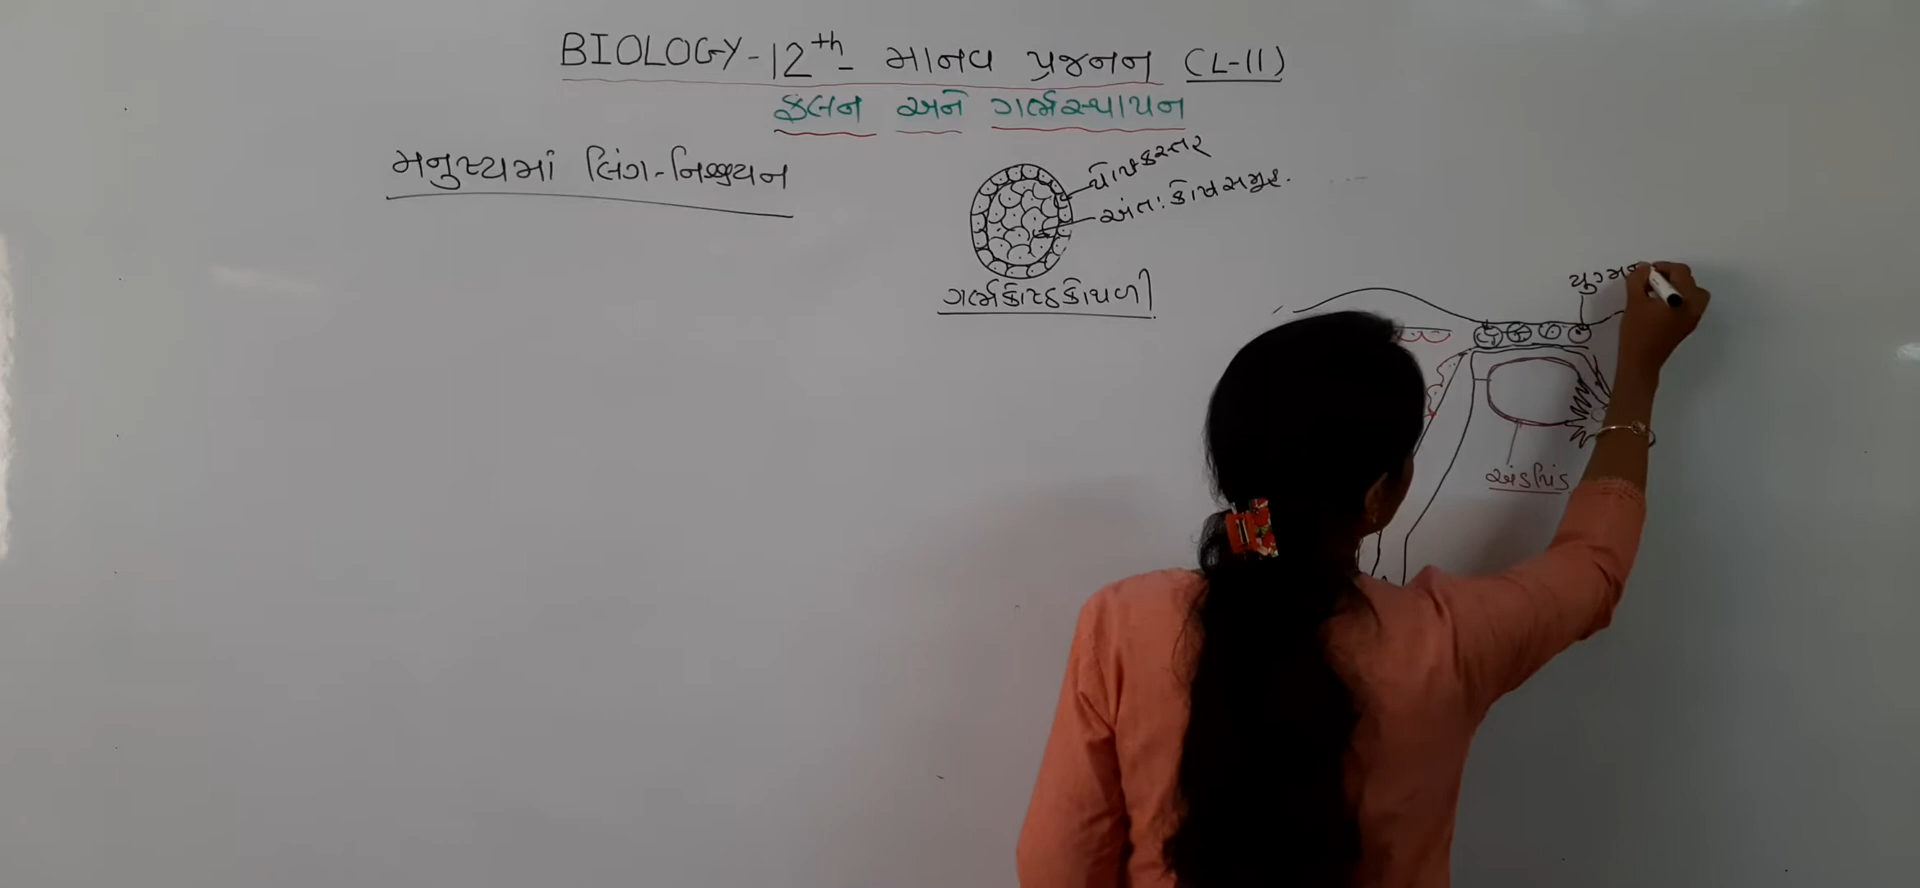 BIOLOGY-12th માનવ પ્રજનન (L-11)
ફલન અને ગર્ભસ્થાપન
મનુષ્યમાં લિંગ-નિશ્ચયન
પોષકસ્તર
અંતઃકોષસમૂહ.
ગર્ભકોષ્ઠકોથળી
અંડપિંડ